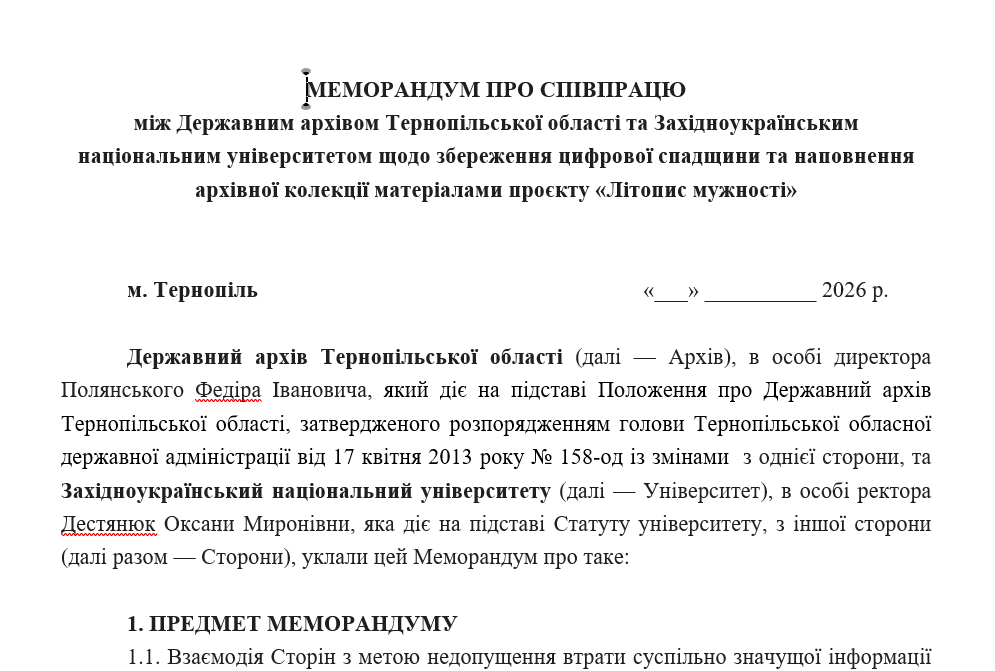 МЕМОРАНДУМ ПРО СПІВПРАЦЮ
між Державним архівом Тернопільської області та Західноукраїнським
національним університетом щодо збереження цифрової спадщини та наповнення
архівної колекції матеріалами проєкту «Літопис мужності»
м. Тернопіль «___» __________ 2026 р.
Державний архів Тернопільської області (далі — Архів), в особі директора
Полянського Федіра Івановича, який діє на підставі Положення про Державний архів
Тернопільської області, затвердженого розпорядженням голови Тернопільської обласної
державної адміністрації від 17 квітня 2013 року № 158-од із змінами з однієї сторони, та
Західноукраїнський національний університету (далі — Університет), в особі ректора
Дестянюк Оксани Миронівни, яка діє на підставі Статуту університету, з іншої сторони
(далі разом — Сторони), уклали цей Меморандум про таке:
1. ПРЕДМЕТ МЕМОРАНДУМУ
1.1. Взаємодія Сторін з метою недопущення втрати суспільно значущої інформації